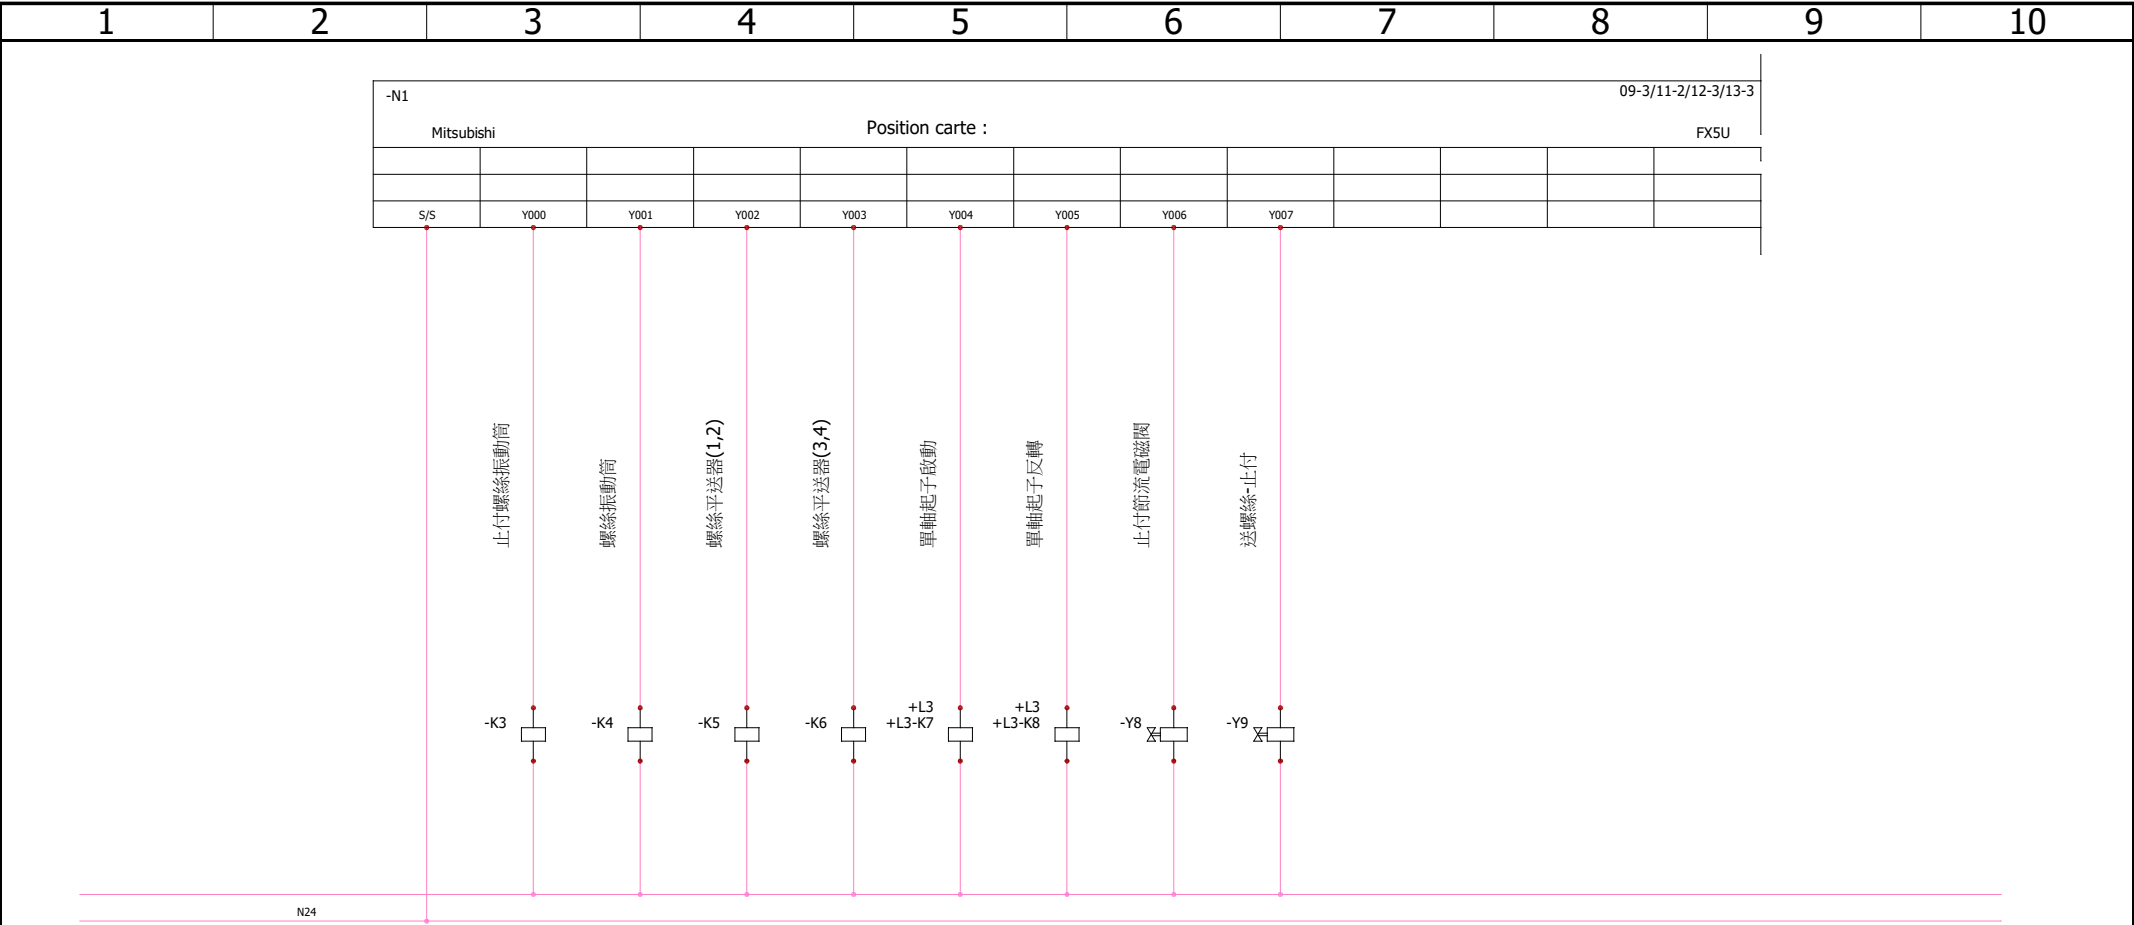 1 2 3 4 5 6 7 8 9 10
-N1 09-3/11-2/12-3/13-3
Mitsubishi Position carte : FX5U
S/S Y000 Y001 Y002 Y003 Y004 Y005 Y006 Y007
止付螺絲振動筒
螺絲振動筒
螺絲平送器(1,2)
螺絲平送器(3,4)
單軸起子啟動
單軸起子反轉
止付節流電磁閥
送螺絲-止付
+L3 +L3
-K3 -K4 -K5 -K6 +L3-K7 +L3-K8 -Y8 -Y9
N24